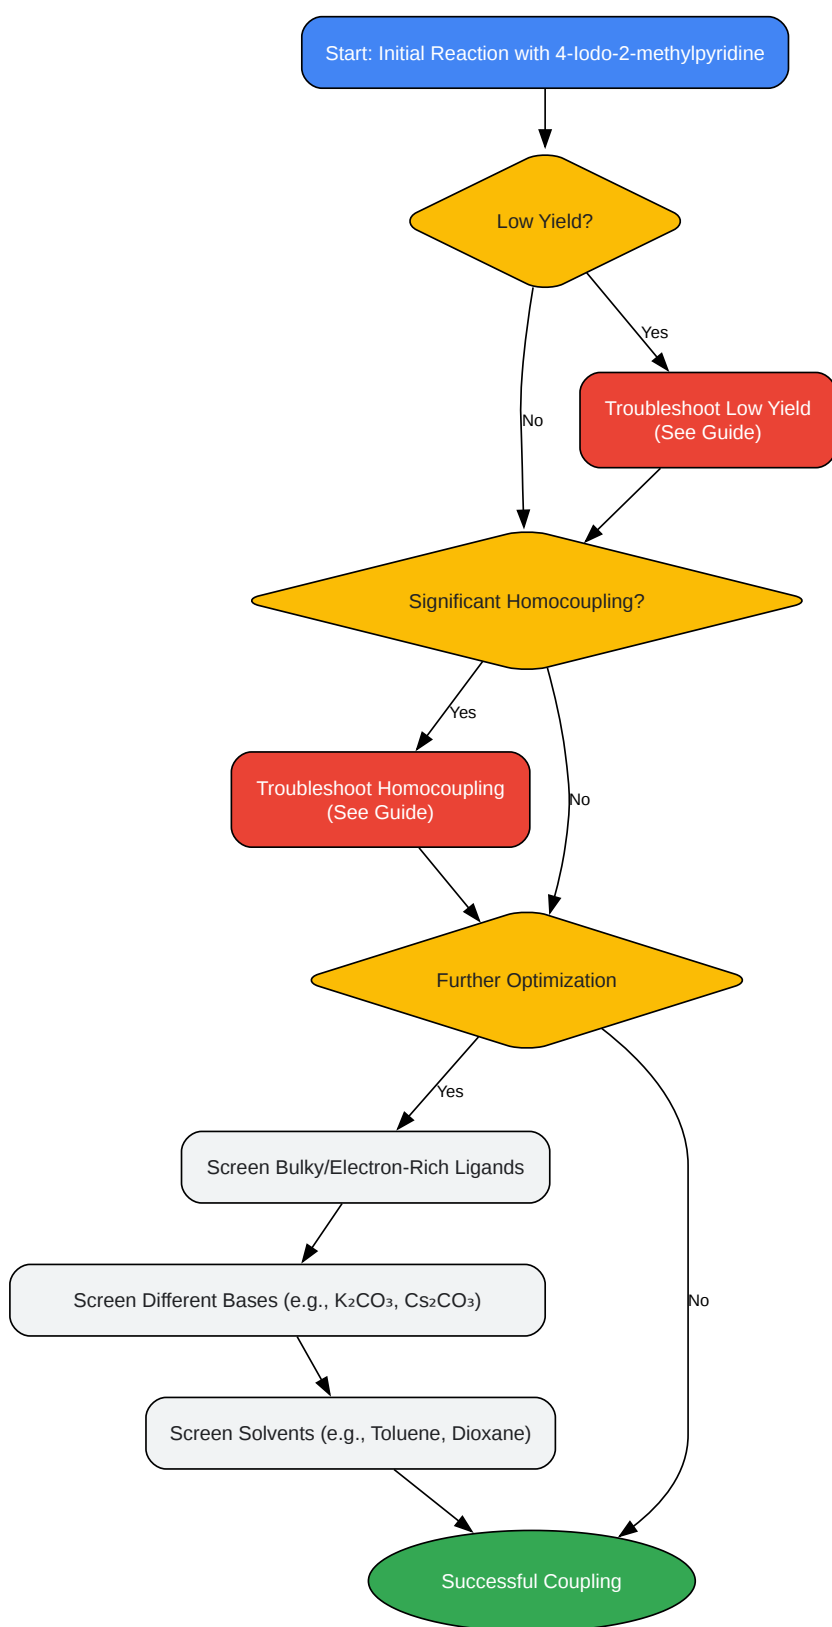 Start: Initial Reaction with 4-Iodo-2-methylpyridine
Low Yield?
Yes
Troubleshoot Low Yield
(See Guide)
No
Significant Homocoupling?
Yes
Troubleshoot Homocoupling
(See Guide)
No
Further Optimization
Yes
Screen Bulky/Electron-Rich Ligands
Screen Different Bases (e.g., K₂CO₃, Cs₂CO₃)
No
Screen Solvents (e.g., Toluene, Dioxane)
Successful Coupling